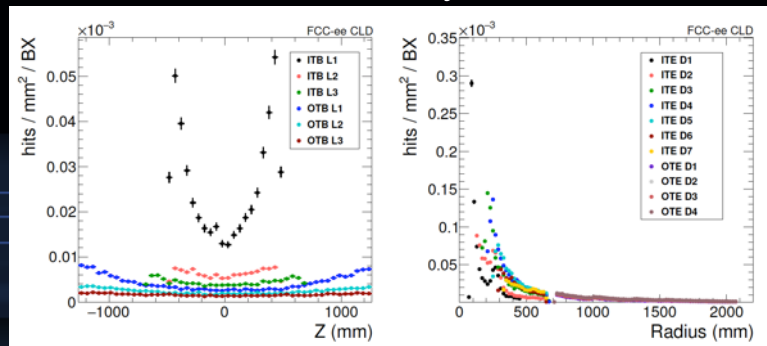 ×10⁻³
FCC-ee CLD
hits / mm² / BX
0.05
0.04
0.03
0.02
0.01
0
ITB L1
ITB L2
ITB L3
OTB L1
OTB L2
OTB L3
−1000
0
1000
Z (mm)
×10⁻³
FCC-ee CLD
hits / mm² / BX
0.35
0.3
0.25
0.2
0.15
0.1
0.05
0
ITE D1
ITE D2
ITE D3
ITE D4
ITE D5
ITE D6
ITE D7
OTE D1
OTE D2
OTE D3
OTE D4
500
1000
1500
2000
Radius (mm)